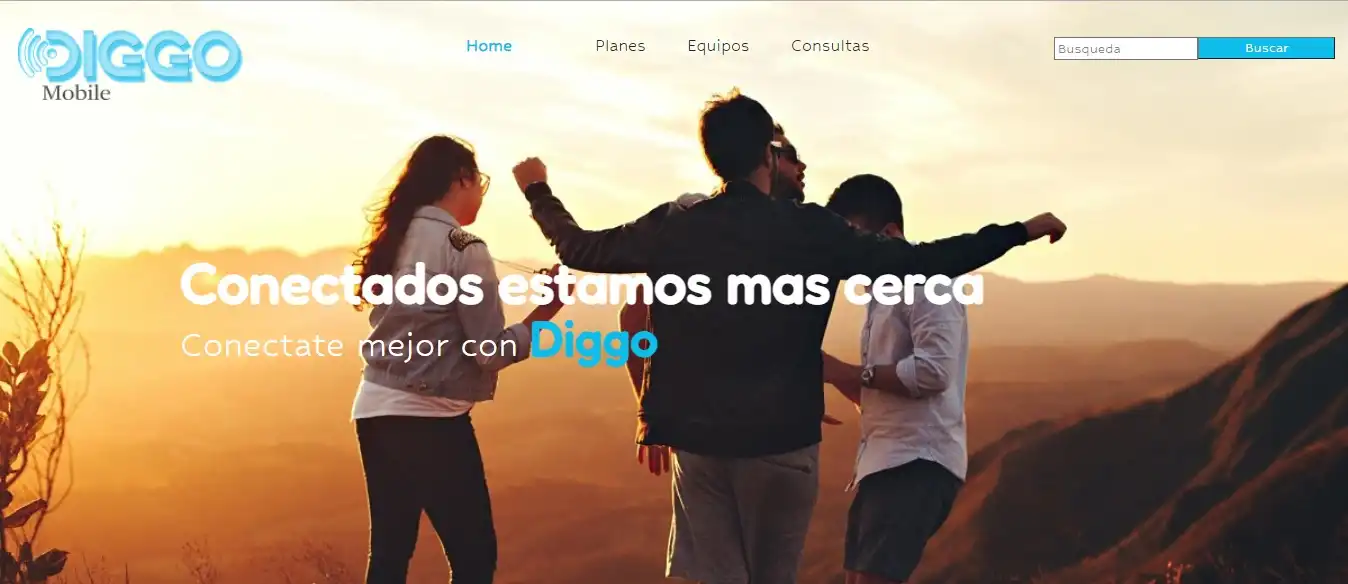 DIGGO
Mobile
Home Planes Equipos Consultas
Busqueda Buscar
Conectados estamos mas cerca
Conectate mejor con Diggo